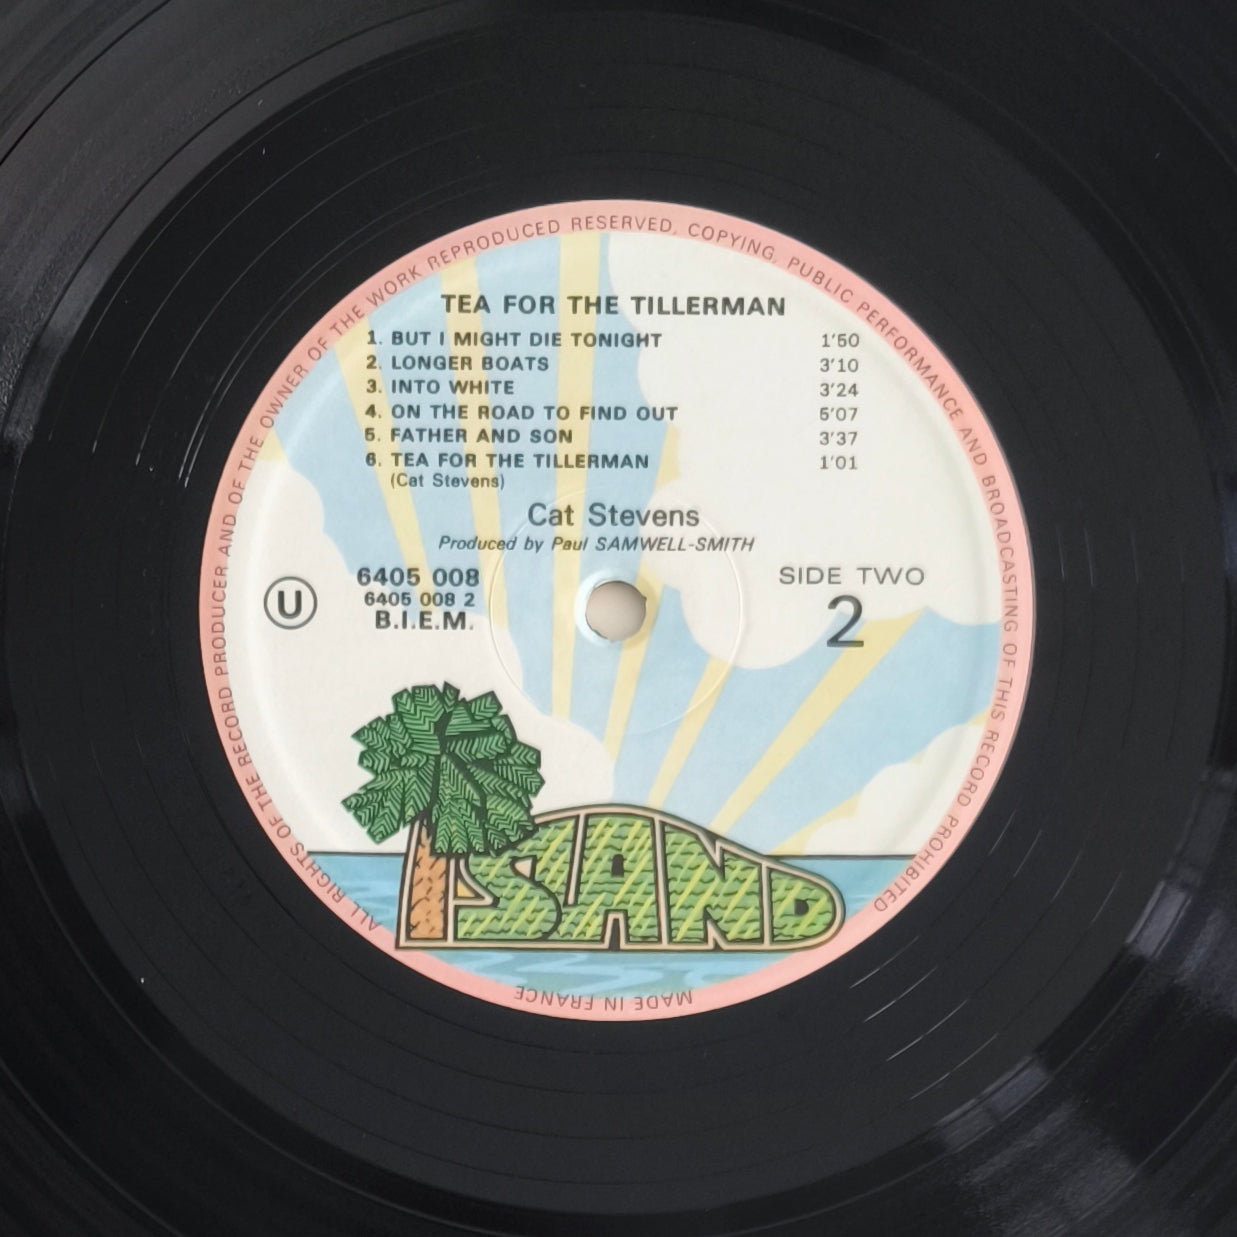 ALL RIGHTS OF THE RECORD PRODUCER AND OF THE OWNER OF THE WORK REPRODUCED RESERVED, COPYING, PUBLIC PERFORMANCE AND BROADCASTING OF THIS RECORD PROHIBITED
TEA FOR THE TILLERMAN
1. BUT I MIGHT DIE TONIGHT 1'50
2. LONGER BOATS 3'10
3. INTO WHITE 3'24
4. ON THE ROAD TO FIND OUT 5'07
5. FATHER AND SON 3'37
6. TEA FOR THE TILLERMAN 1'01
(Cat Stevens)
Cat Stevens
Produced by Paul SAMWELL-SMITH
6405 008
6405 008 2
B.I.E.M.
U
SIDE TWO
2
ISLAND
MADE IN FRANCE